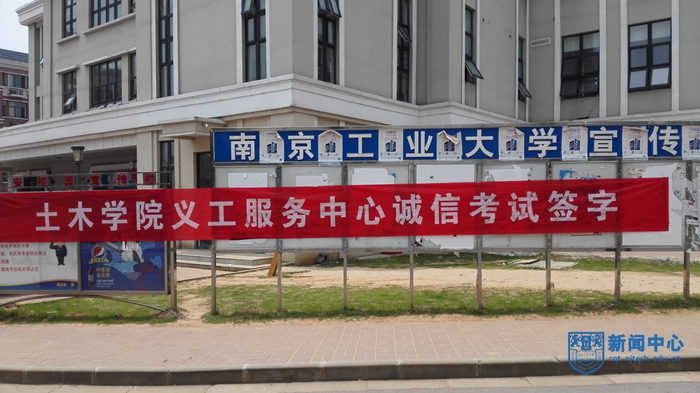 南京工业大学宣传
土木学院义工服务中心诚信考试签字
新闻中心